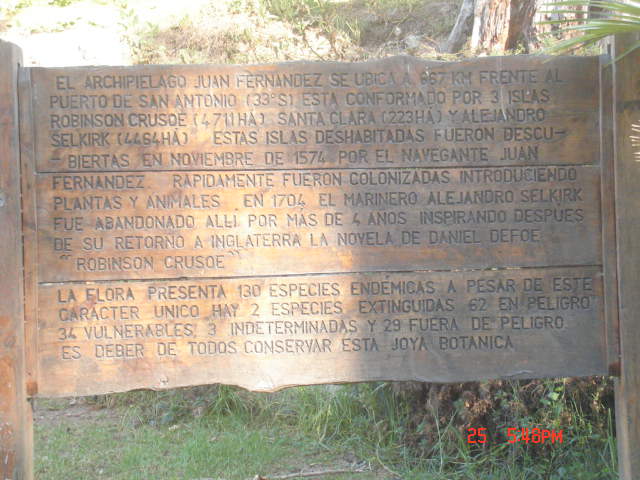 EL ARCHIPIELAGO JUAN FERNANDEZ SE UBICA A 667 KM FRENTE AL
PUERTO DE SAN ANTONIO (33°S) ESTA CONFORMADO POR 3 ISLAS
ROBINSON CRUSOE (4711HÁ) SANTA CLARA (223HÁ) Y ALEJANDRO
SELKIRK (4464HÁ) ESTAS ISLAS DESHABITADAS FUERON DESCU-
-BIERTAS EN NOVIEMBRE DE 1574 POR EL NAVEGANTE JUAN
FERNANDEZ. RAPIDAMENTE FUERON COLONIZADAS INTRODUCIENDO
PLANTAS Y ANIMALES. EN 1704 EL MARINERO ALEJANDRO SELKIRK
FUE ABANDONADO ALLI POR MAS DE 4 AÑOS INSPIRANDO DESPUES
DE SU RETORNO A INGLATERRA LA NOVELA DE DANIEL DEFOE
"ROBINSON CRUSOE"
LA FLORA PRESENTA 130 ESPECIES ENDÉMICAS A PESAR DE ESTE
CARÁCTER UNICO HAY 2 ESPECIES EXTINGUIDAS 62 EN PELIGRO
34 VULNERABLES, 3 INDETERMINADAS Y 29 FUERA DE PELIGRO.
ES DEBER DE TODOS CONSERVAR ESTA JOYA BOTANICA
25 5:48PM